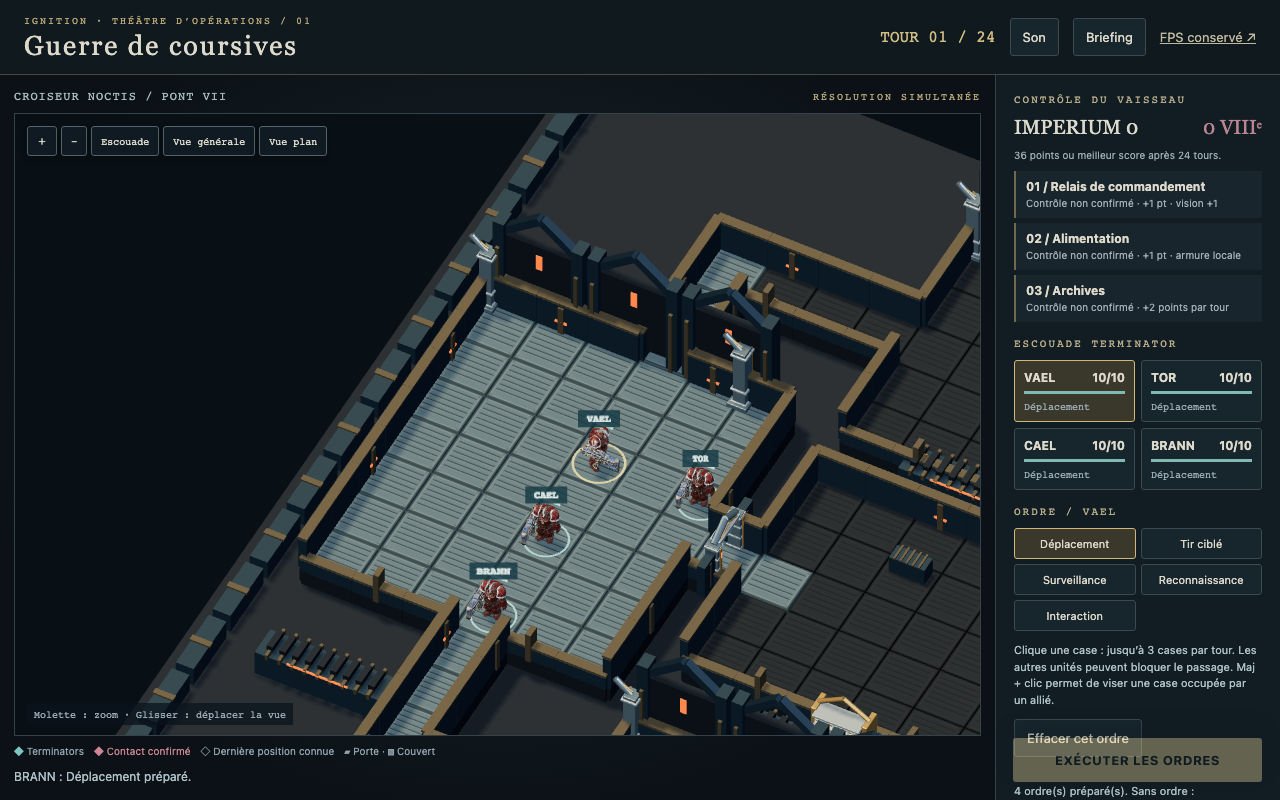 IGNITION · THÉÂTRE D'OPÉRATIONS / 01
Guerre de coursives
TOUR 01 / 24
Son
Briefing
FPS conservé ↗
CROISEUR NOCTIS / PONT VII
RÉSOLUTION SIMULTANÉE
+
−
Escouade
Vue générale
Vue plan
VAEL
TOR
CAEL
BRANN
Molette : zoom · Glisser : déplacer la vue
Terminators
Contact confirmé
Dernière position connue
Porte · Couvert
BRANN : Déplacement préparé.
CONTRÔLE DU VAISSEAU
IMPERIUM 0
0 VIIIᵉ
36 points ou meilleur score après 24 tours.
01 / Relais de commandement
Contrôle non confirmé · +1 pt · vision +1
02 / Alimentation
Contrôle non confirmé · +1 pt · armure locale
03 / Archives
Contrôle non confirmé · +2 points par tour
ESCOUADE TERMINATOR
VAEL 10/10
Déplacement
TOR 10/10
Déplacement
CAEL 10/10
Déplacement
BRANN 10/10
Déplacement
ORDRE / VAEL
Déplacement
Tir ciblé
Surveillance
Reconnaissance
Interaction
Clique une case : jusqu'à 3 cases par tour. Les
autres unités peuvent bloquer le passage. Maj
+ clic permet de viser une case occupée par
un allié.
Effacer cet ordre
EXÉCUTER LES ORDRES
4 ordre(s) préparé(s). Sans ordre :